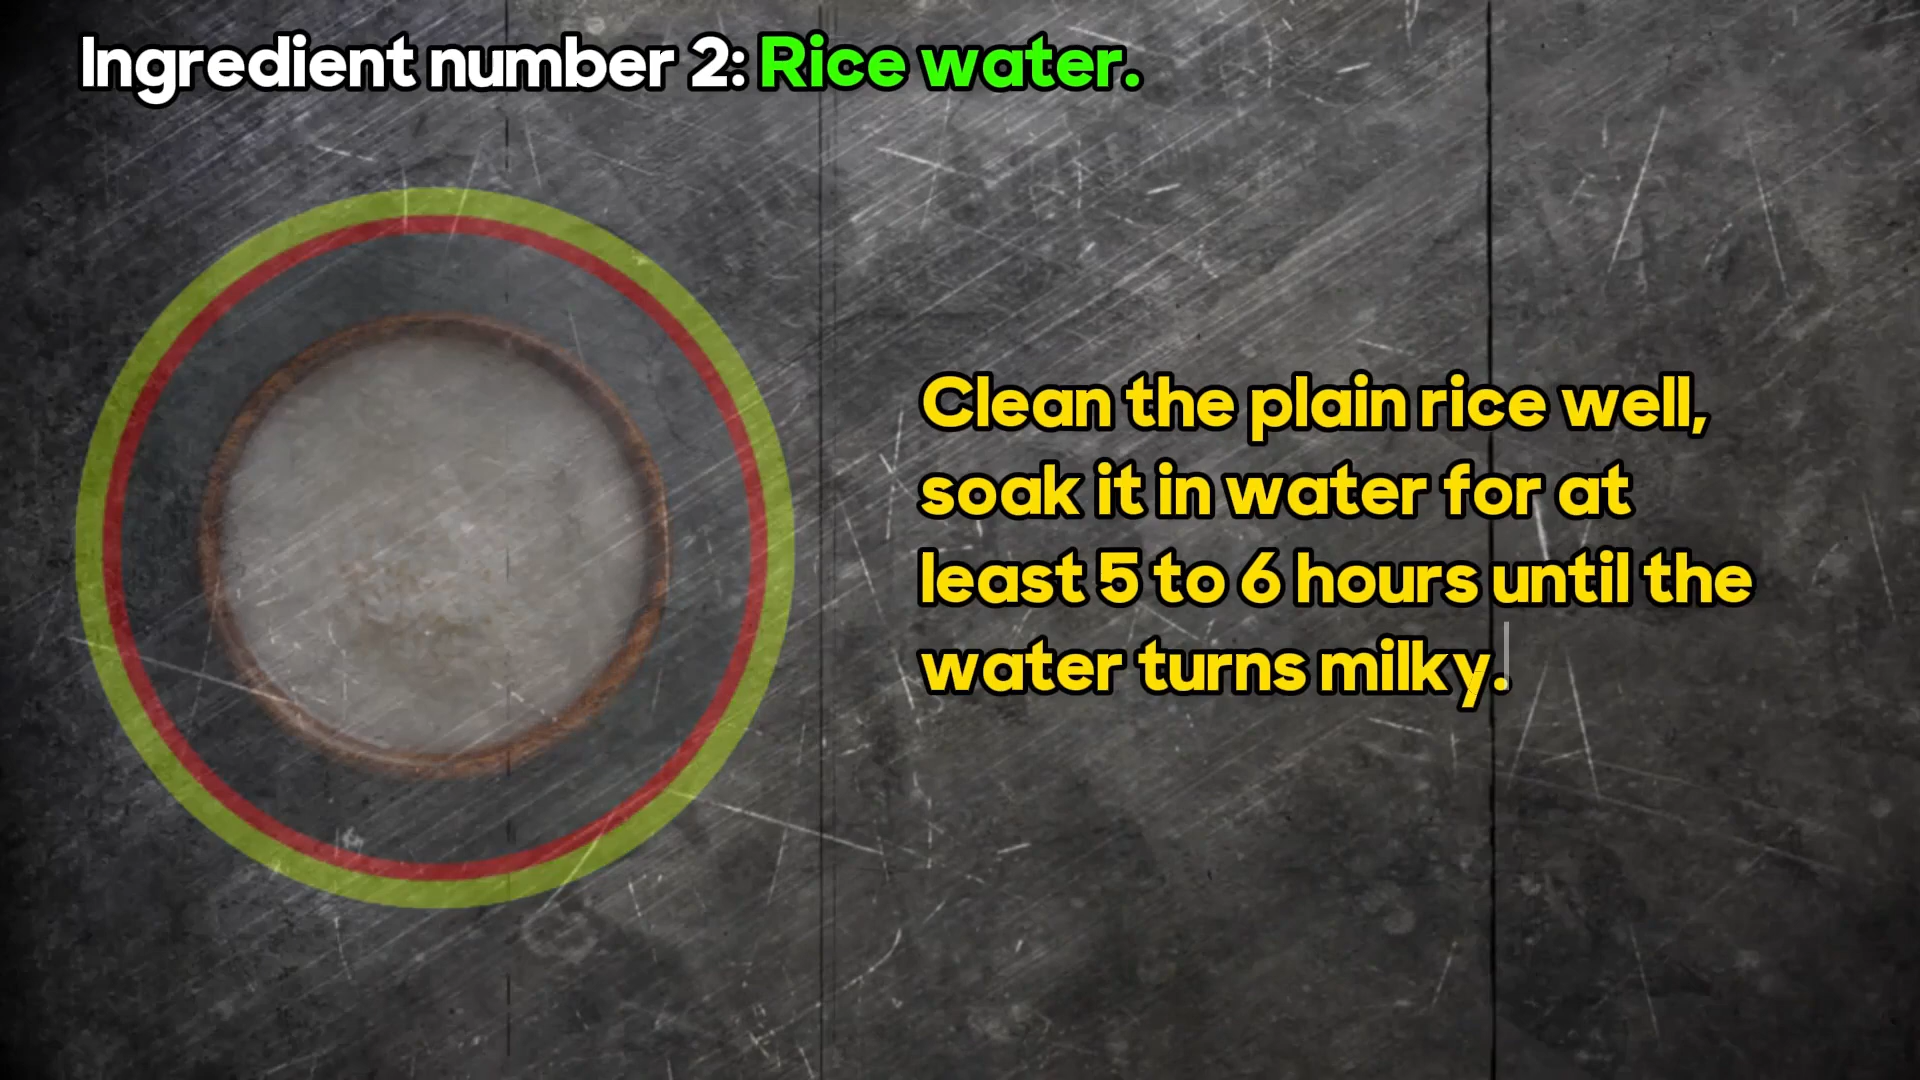 Ingredient number 2: Rice water.
Clean the plain rice well,
soak it in water for at
least 5 to 6 hours until the
water turns milky.